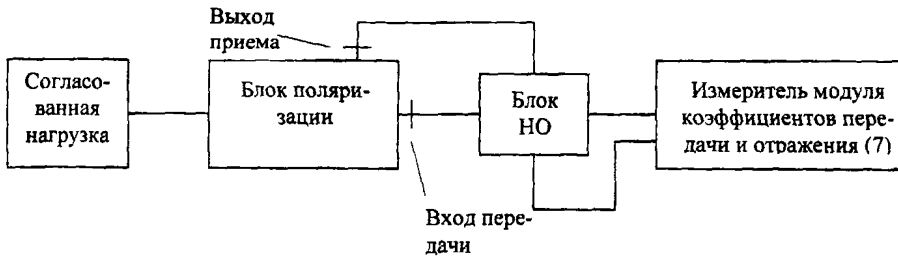 Выход
приема
Согласо-
ванная
нагрузка
Блок поляри-
зации
Блок
НО
Измеритель модуля
коэффициентов пере-
дачи и отражения (7)
Вход пере-
дачи